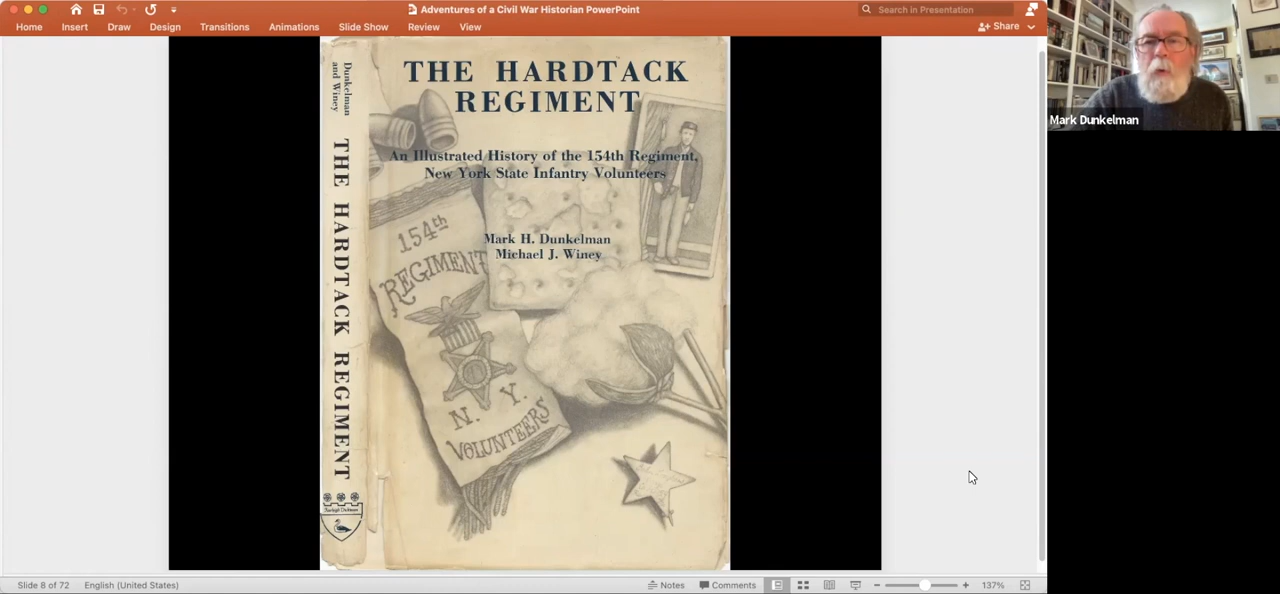 Adventures of a Civil War Historian PowerPoint
Search in Presentation
Home Insert Draw Design Transitions Animations Slide Show Review View
Share
Dunkelman
and Winey
THE HARDTACK REGIMENT
THE HARDTACK
REGIMENT
An Illustrated History of the 154th Regiment,
New York State Infantry Volunteers
Mark H. Dunkelman
Michael J. Winey
154th
REGIMENT
N. Y.
VOLUNTEERS
Mark Dunkelman
Slide 8 of 72 English (United States)
Notes Comments 137%